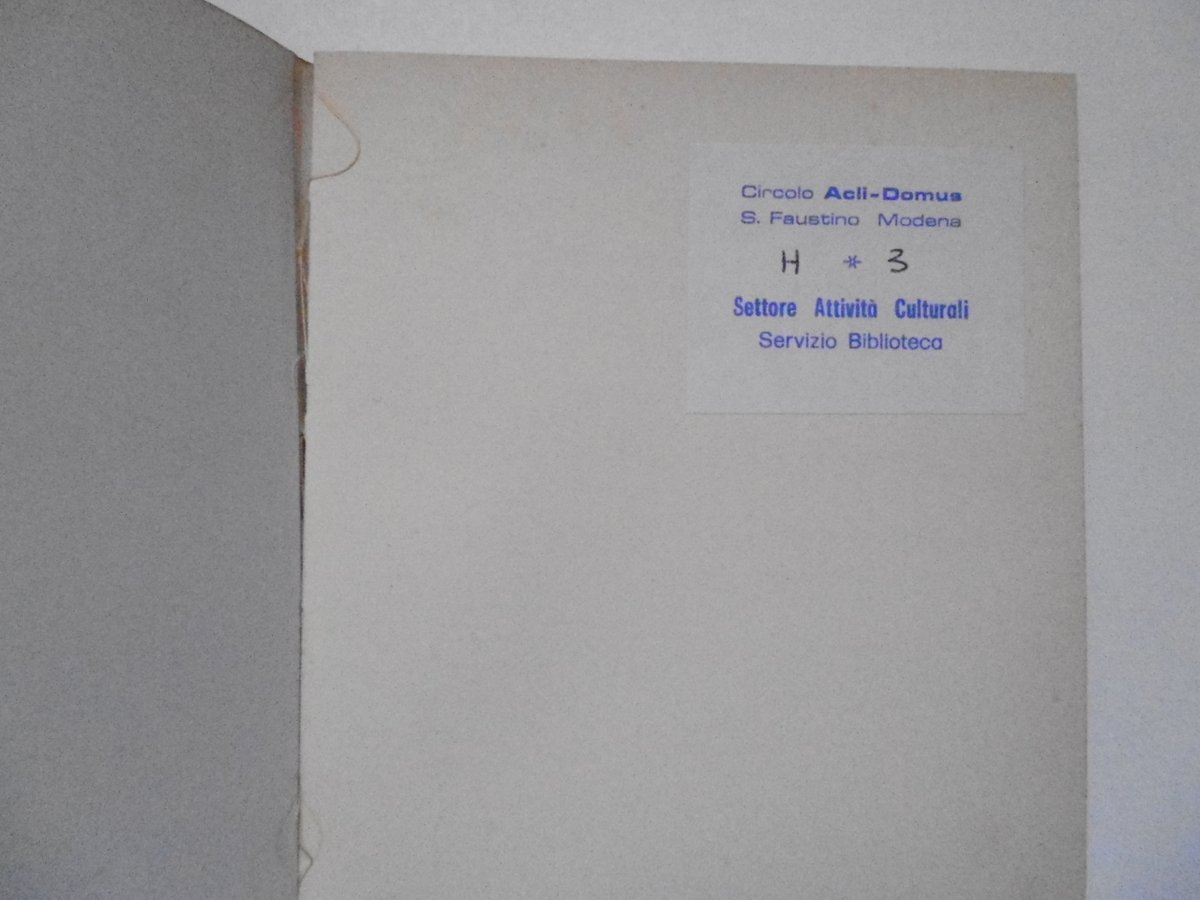 Circolo Acli-Domus
S. Faustino Modena
H * 3
Settore Attività Culturali
Servizio Biblioteca